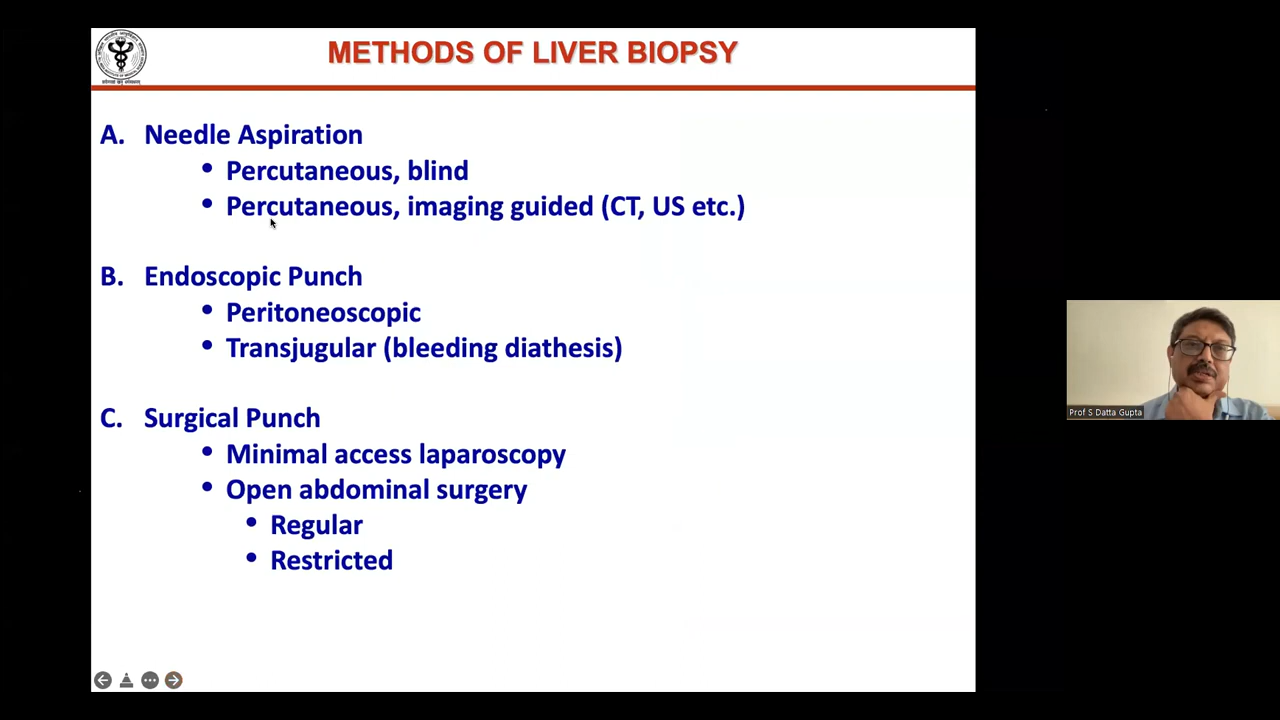 METHODS OF LIVER BIOPSY
A. Needle Aspiration
• Percutaneous, blind
• Percutaneous, imaging guided (CT, US etc.)
B. Endoscopic Punch
• Peritoneoscopic
• Transjugular (bleeding diathesis)
C. Surgical Punch
• Minimal access laparoscopy
• Open abdominal surgery
• Regular
• Restricted
Prof S Datta Gupta